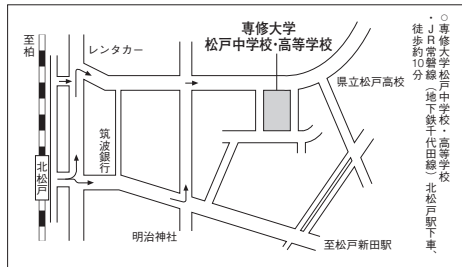 ○専修大学松戸中学校・高等学校
・JR常磐線（地下鉄千代田線）北松戸駅下車、
徒歩約10分
専修大学
松戸中学校・高等学校
至柏
レンタカー
県立松戸高校
筑波銀行
北松戸
明治神社
至松戸新田駅